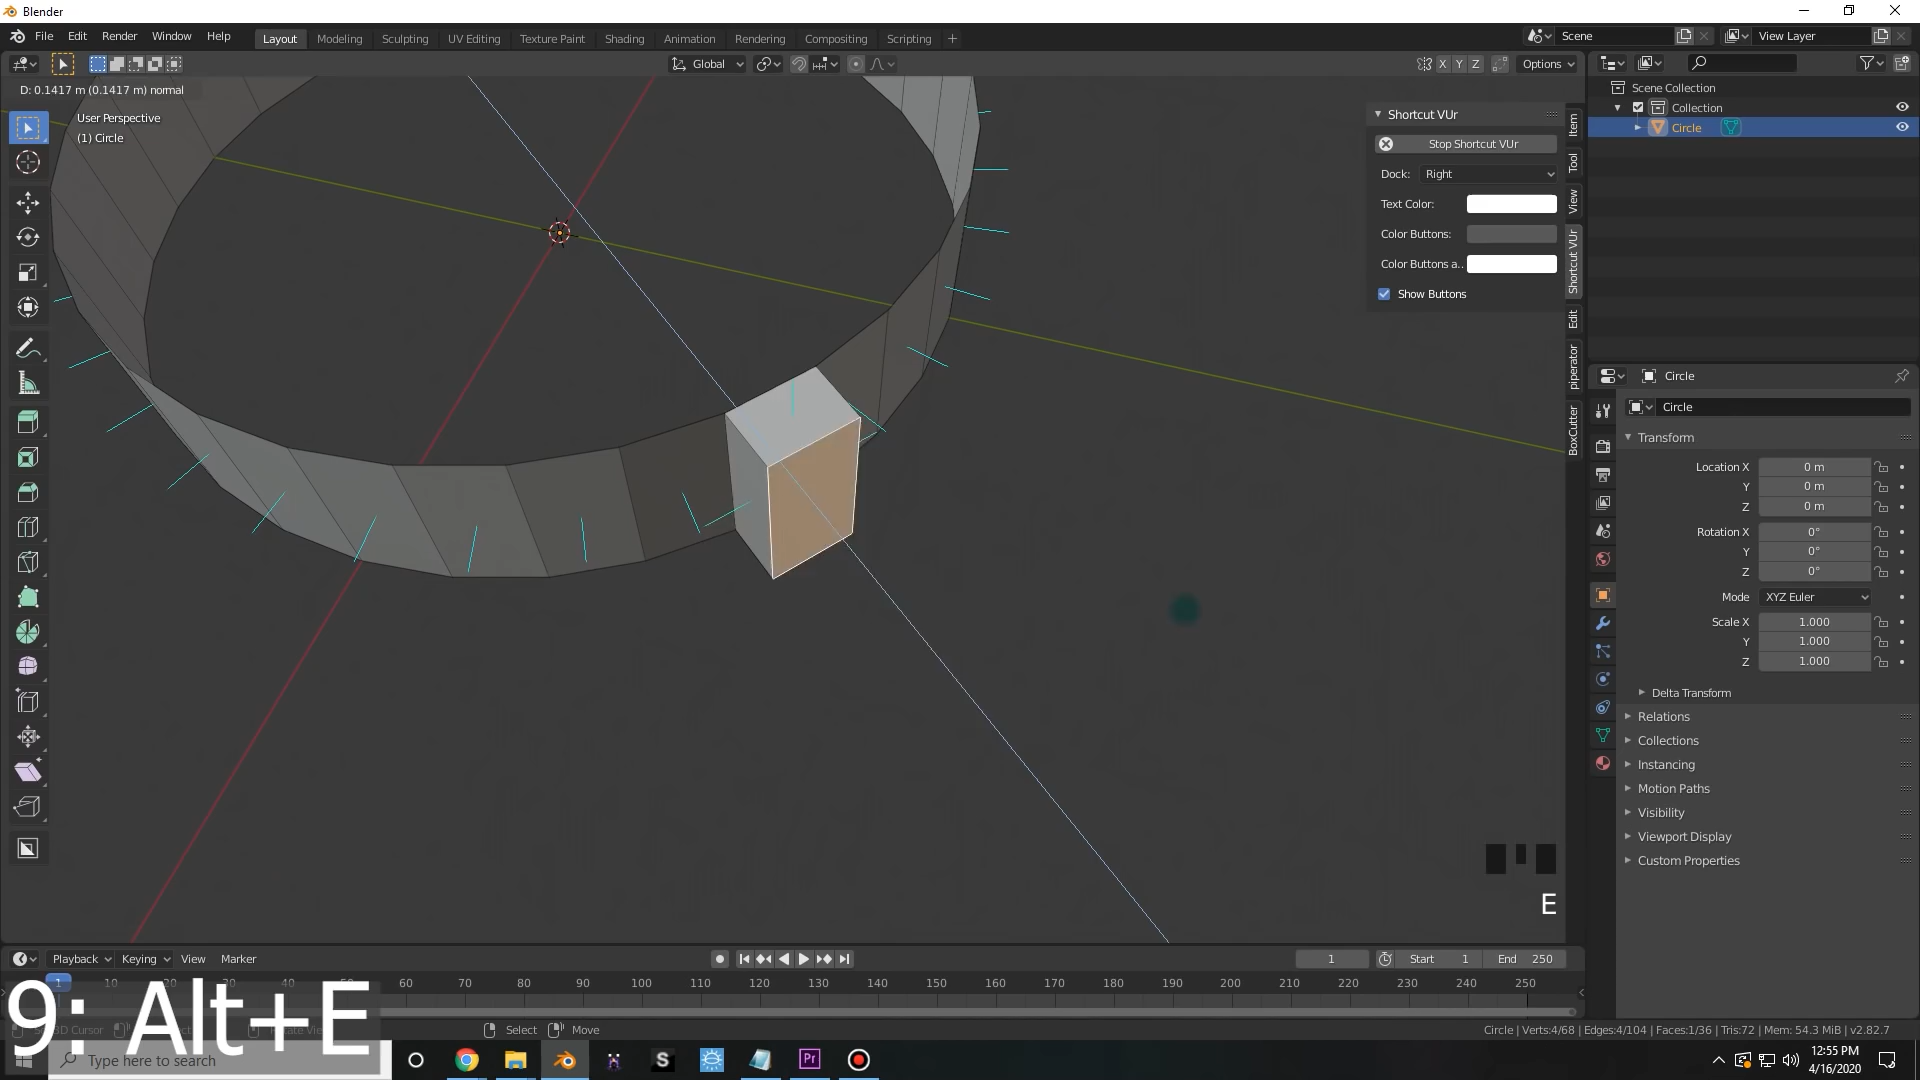 Blender
File Edit Render Window Help
Layout Modeling Sculpting UV Editing Texture Paint Shading Animation Rendering Compositing Scripting +
Scene
View Layer
Global
X Y Z
Options
D: 0.1417 m (0.1417 m) normal
User Perspective
(1) Circle
Shortcut VUr
Stop Shortcut VUr
Dock: Right
Text Color:
Color Buttons:
Color Buttons a..
Show Buttons
Item
Tool
View
Shortcut VUr
Edit
piperator
BoxCutter
Scene Collection
Collection
Circle
Circle
Circle
Transform
Location X 0 m
Y 0 m
Z 0 m
Rotation X 0°
Y 0°
Z 0°
Mode XYZ Euler
Scale X 1.000
Y 1.000
Z 1.000
Delta Transform
Relations
Collections
Instancing
Motion Paths
Visibility
Viewport Display
Custom Properties
E
Playback Keying View Marker
1
Start 1 End 250
1 10 60 70 80 90 100 110 120 130 140 150 160 170 180 190 200 210 220 230 240 250
9: Alt+E
Select Move
Circle | Verts:4/68 | Edges:4/104 | Faces:1/36 | Tris:72 | Mem: 54.3 MiB | v2.82.7
Type here to search
S
Pr
12:55 PM
4/16/2020